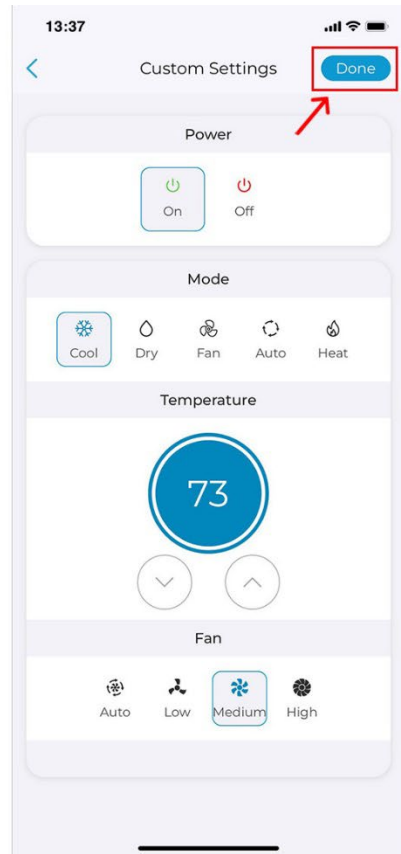 13:37
Custom Settings
Done
Power
On
Off
Mode
Cool
Dry
Fan
Auto
Heat
Temperature
73
Fan
Auto
Low
Medium
High